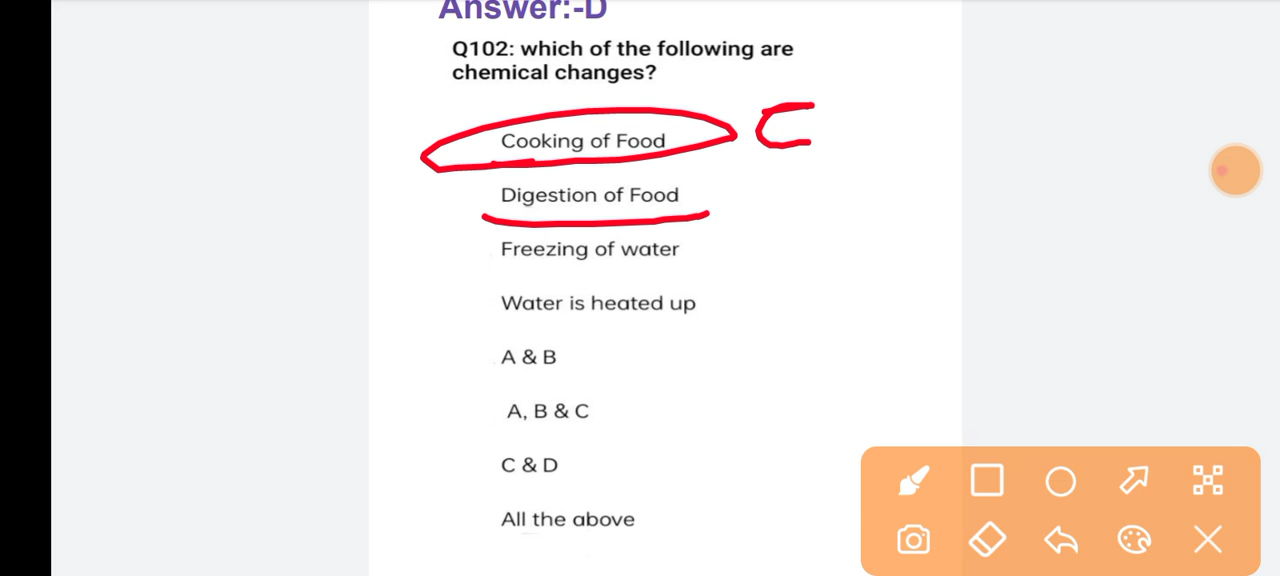 Answer:-D
Q102: which of the following are
chemical changes?
Cooking of Food C
Digestion of Food
Freezing of water
Water is heated up
A & B
A, B & C
C & D
All the above